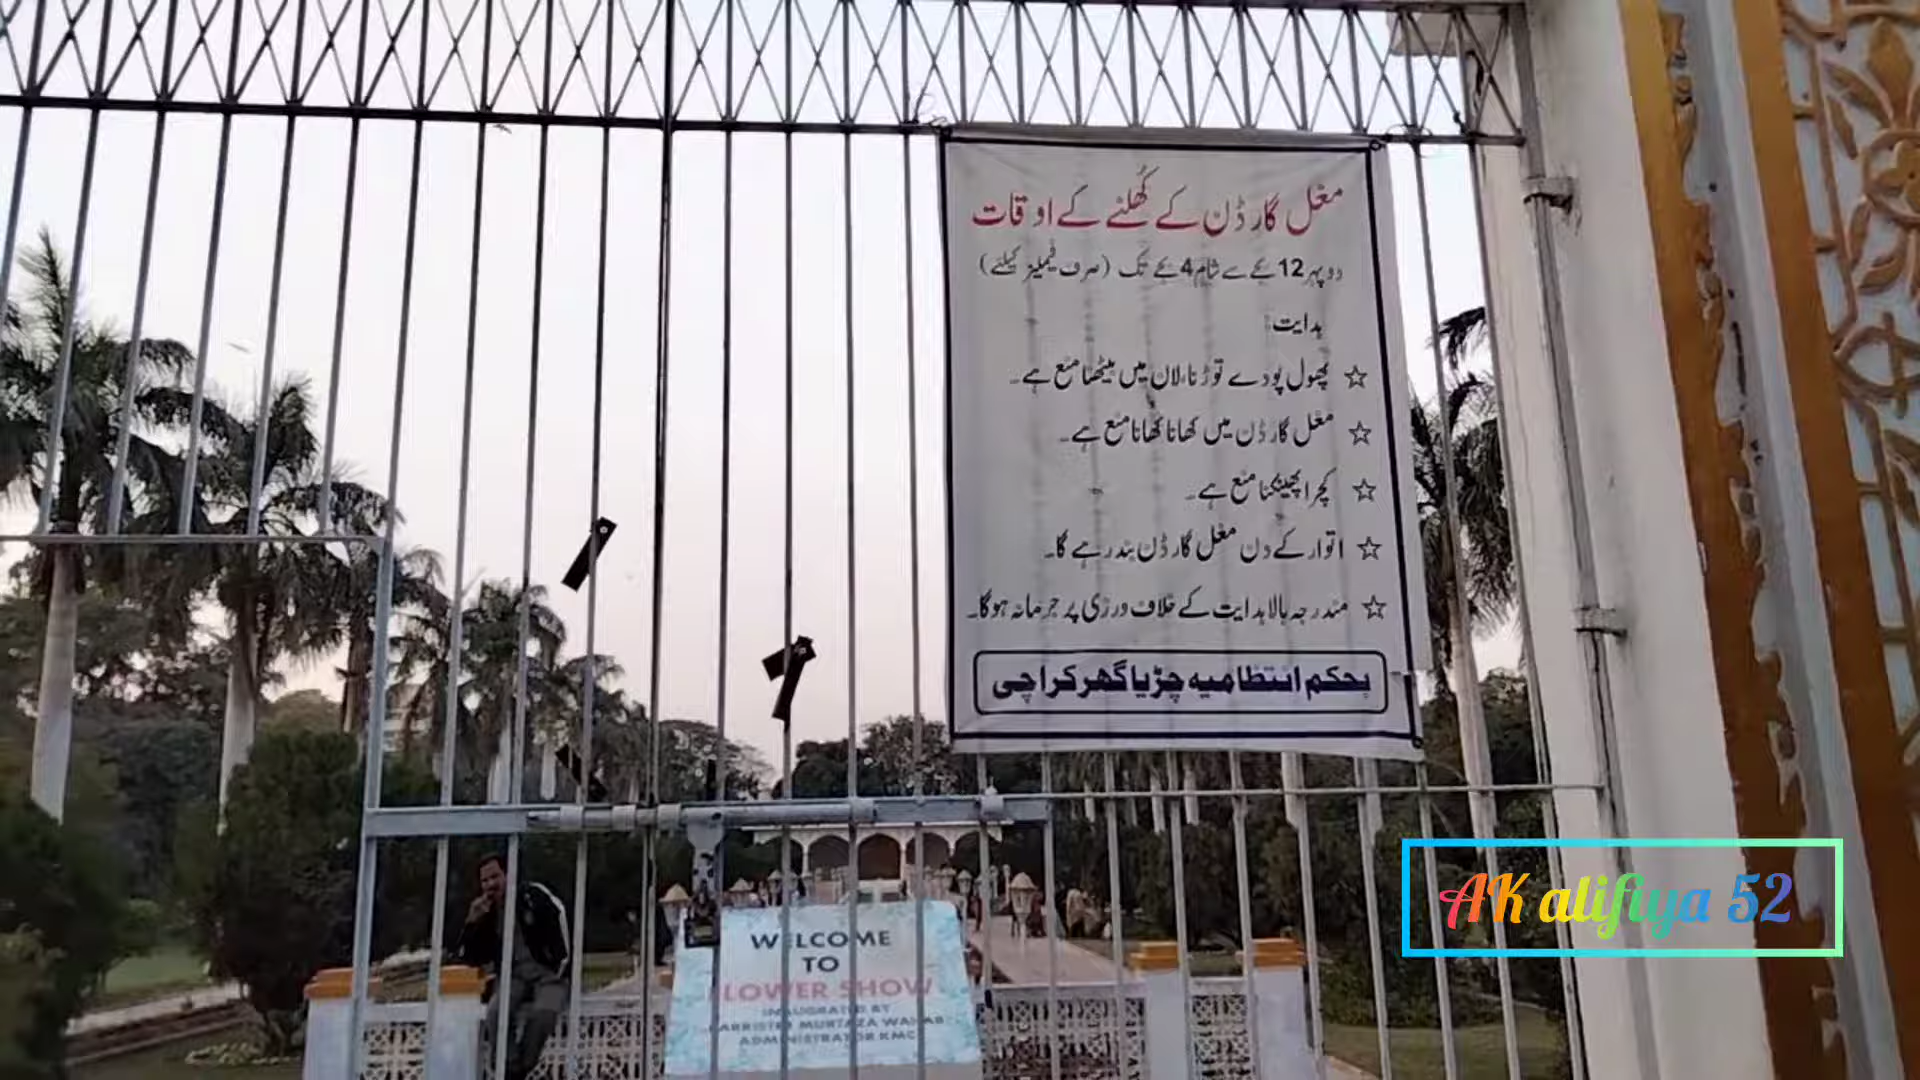 مغل گارڈن کے کُھلنے کے اوقات
دوپہر 12 بجے سے شام 4 بجے تک (صرف فیملیز کیلئے)
ہدایت:
☆ پھول پودے توڑنا، لان میں بیٹھنا منع ہے۔
☆ مغل گارڈن میں کھانا کھانا منع ہے۔
☆ کچرا پھینکنا منع ہے۔
☆ اتوار کے دن مغل گارڈن بند رہے گا۔
☆ مندرجہ بالا ہدایت کے خلاف ورزی پر جرمانہ ہوگا۔
بحکم انتظامیہ چڑیا گھر کراچی
WELCOME
TO
FLOWER SHOW
INAUGRATED BY
BARRISTER MURTAZA WAHAB
ADMINISTRATOR KMC
AK alifiya 52